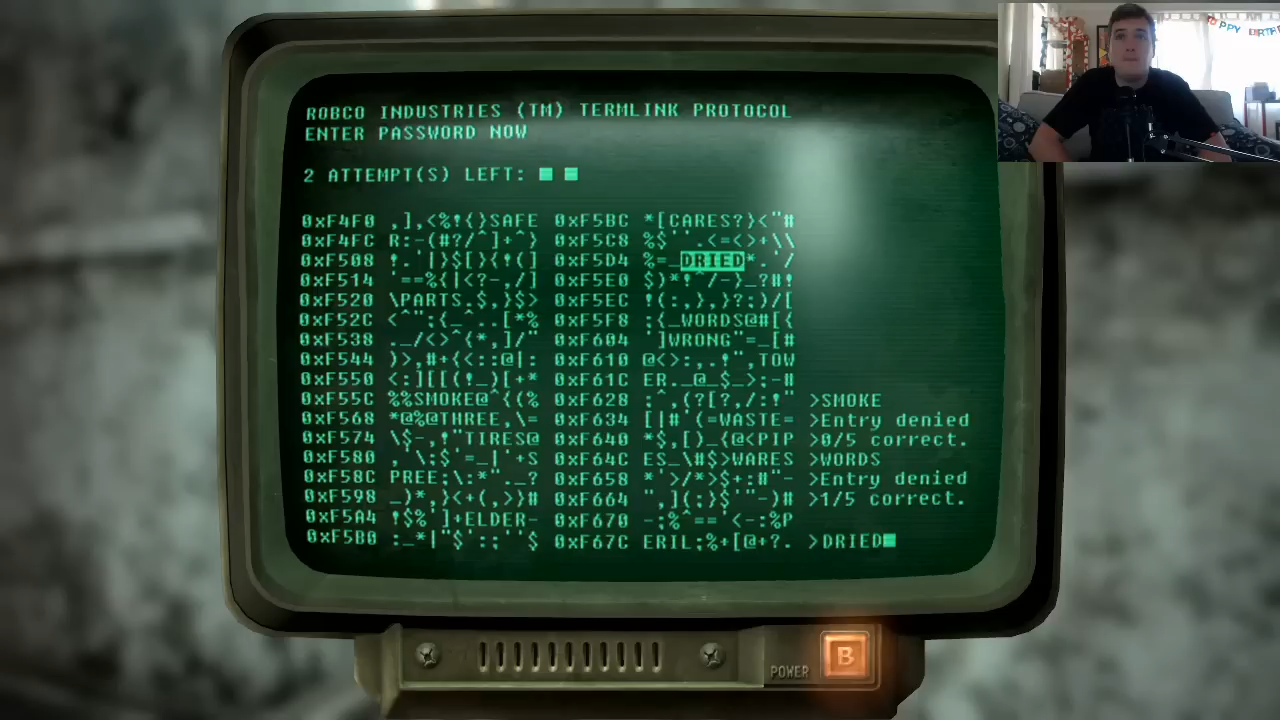 ROBCO INDUSTRIES (TM) TERMLINK PROTOCOL
ENTER PASSWORD NOW
2 ATTEMPT(S) LEFT:
0xF4F0 ,],<%!{}SAFE 0xF5BC *[CARES?}<"#
0xF4FC R:-(#?/^]+^} 0xF5C8 %$''.<=<>+\\
0xF508 !.'|}$[}{!(] 0xF5D4 %=_DRIED*.'/
0xF514 '==%{|<?-,/] 0xF5E0 $)*!^/-}_?#!
0xF520 \PARTS.$,}$> 0xF5EC !(:,},}?;)/[
0xF52C <^";{_^..[*% 0xF5F8 :{_WORDS@#[{
0xF538 ._/<>^(*,]/" 0xF604 ']WRONG"=_[#
0xF544 }>,#+{<::@|: 0xF610 @<>:,.!",TOW
0xF550 <:][[(!_)[+* 0xF61C ER._@_$_>;-#
0xF55C %%SMOKE@^{(% 0xF628 ;^,(?[?,/:!" >SMOKE
0xF568 *@%@THREE,\= 0xF634 [|#'(=WASTE= >Entry denied
0xF574 \$-,!"TIRES@ 0xF640 *$,[)_{@<PIP >0/5 correct.
0xF580 ,'\;$'=_|'+S 0xF64C ES_\#$>WARES >WORDS
0xF58C PREE;\:*"._? 0xF658 *'>/*>$+:#"- >Entry denied
0xF598 _)*,}<+(,>}# 0xF664 ",](;}$'"-)# >1/5 correct.
0xF5A4 !$%']+ELDER- 0xF670 -;%^=='<-:%P
0xF5B0 :_*|"$':;''$ 0xF67C ERIL;%+[@+?. >DRIED
POWER
B